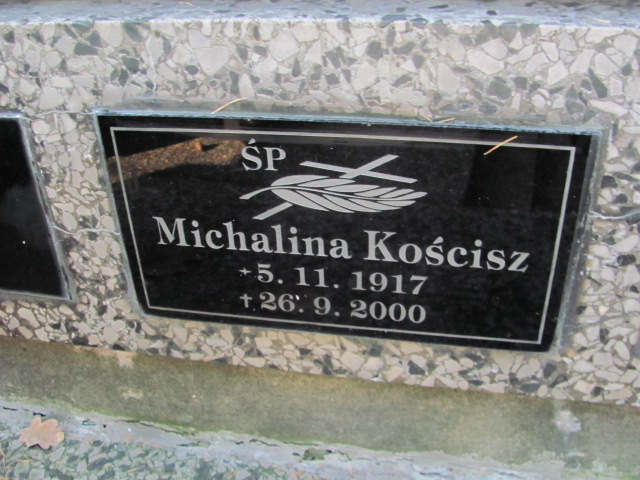 ŚP
Michalina Kościsz
*5. 11. 1917
†26. 9. 2000